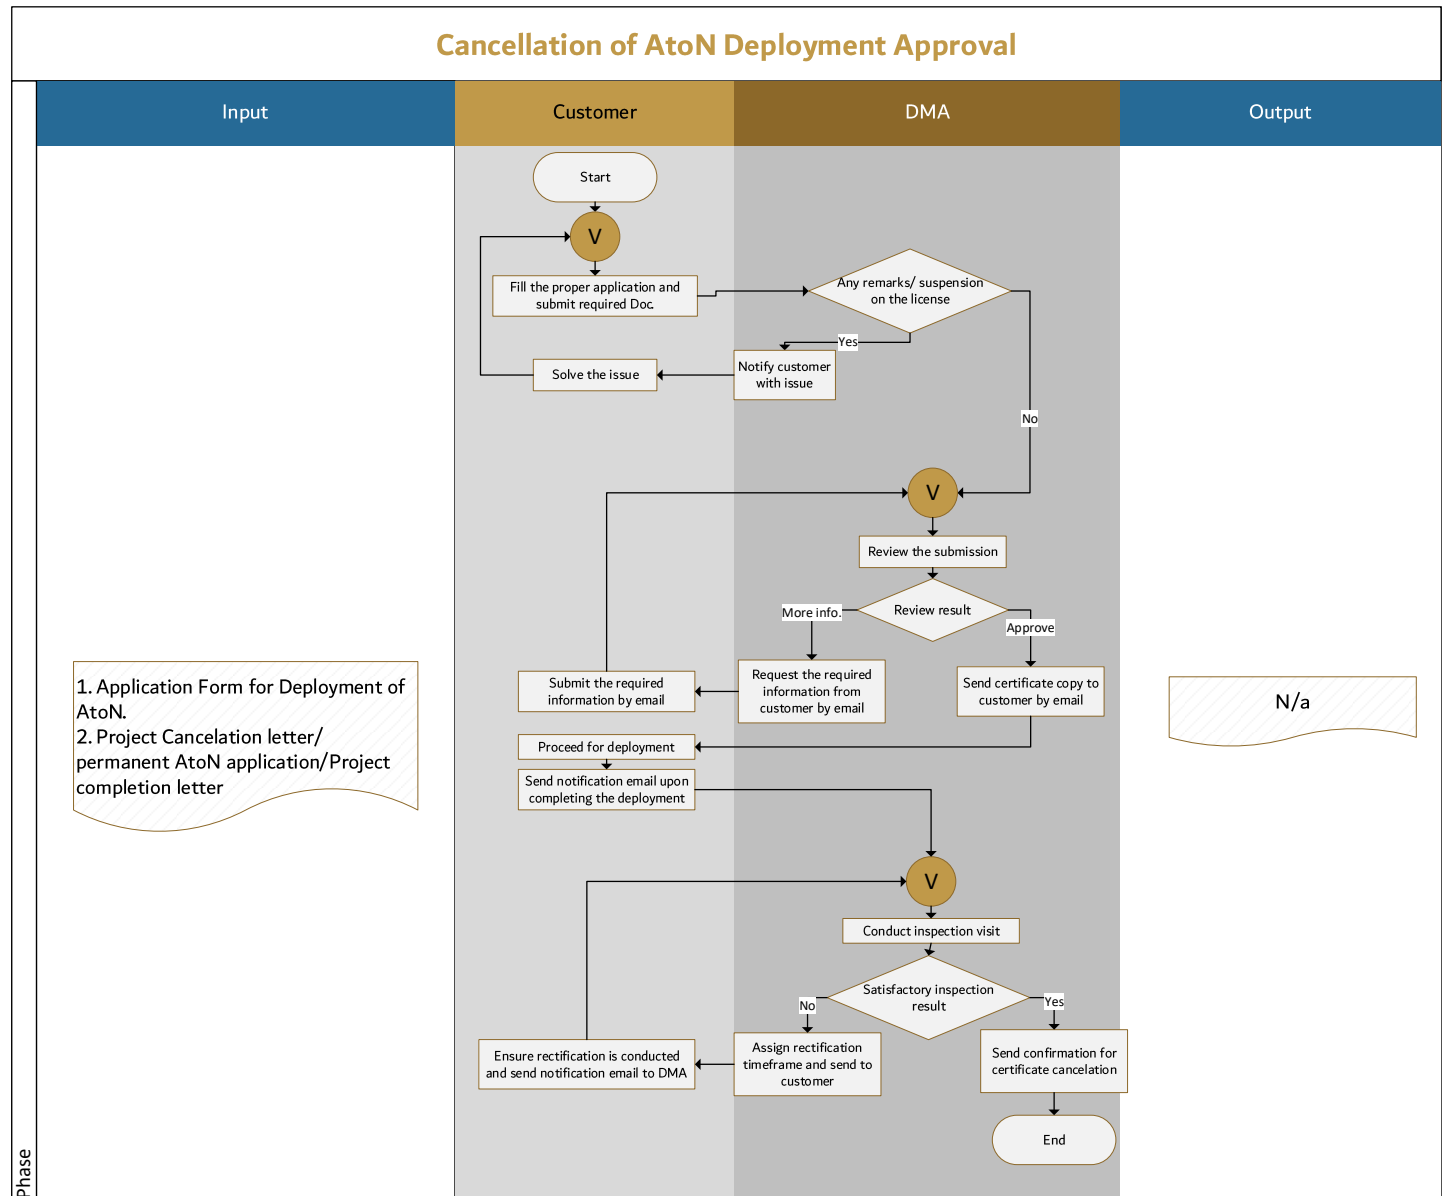 Cancellation of AtoN Deployment Approval
Input
Customer
DMA
Output
Start
V
Fill the proper application and
submit required Doc.
Any remarks/ suspension
on the license
Yes
Notify customer
with issue
Solve the issue
No
V
Review the submission
Review result
More info.
Approve
Request the required
information from
customer by email
Submit the required
information by email
Send certificate copy to
customer by email
1. Application Form for Deployment of
AtoN.
2. Project Cancelation letter/
permanent AtoN application/Project
completion letter
N/a
Proceed for deployment
Send notification email upon
completing the deployment
V
Conduct inspection visit
Satisfactory inspection
result
No
Yes
Assign rectification
timeframe and send to
customer
Ensure rectification is conducted
and send notification email to DMA
Send confirmation for
certificate cancelation
End
Phase